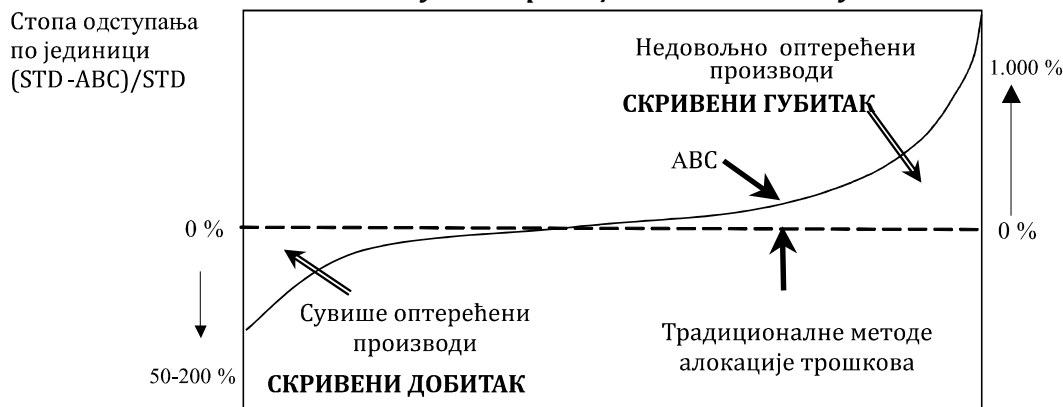 Стопа одступања
по јединици
(STD-ABC)/STD
Недовољно оптерећени
производи
СКРИВЕНИ ГУБИТАК
1.000 %
ABC
0 %
0 %
Сувише оптерећени
производи
СКРИВЕНИ ДОБИТАК
Традиционалне методе
алокације трошкова
50-200 %